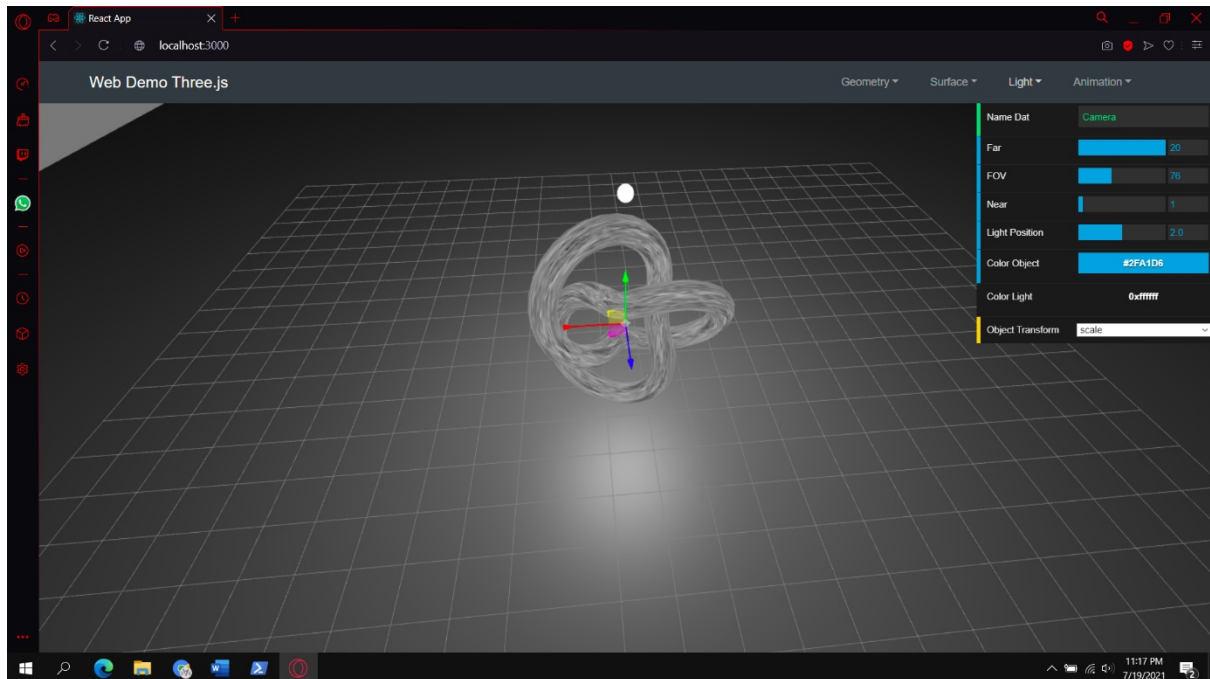 React App
localhost:3000
Web Demo Three.js
Geometry
Surface
Light
Animation
Name Dat
Camera
Far
20
FOV
76
Near
1
Light Position
2.0
Color Object
#2FA1D6
Color Light
0xffffff
Object Transform
scale
11:17 PM
7/19/2021
2